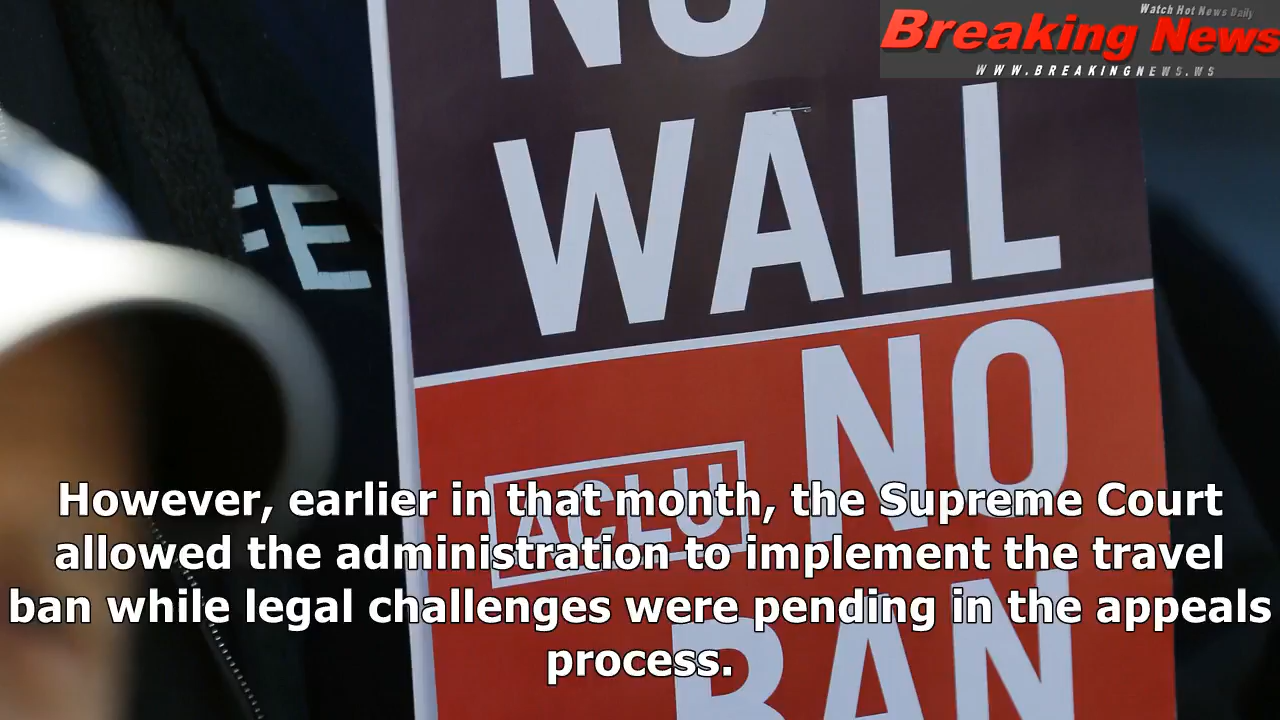 Watch Hot News Daily
Breaking News
WWW.BREAKINGNEWS.WS
NO
WALL
FE
NO
ACLU
BAN
However, earlier in that month, the Supreme Court
allowed the administration to implement the travel
ban while legal challenges were pending in the appeals
process.